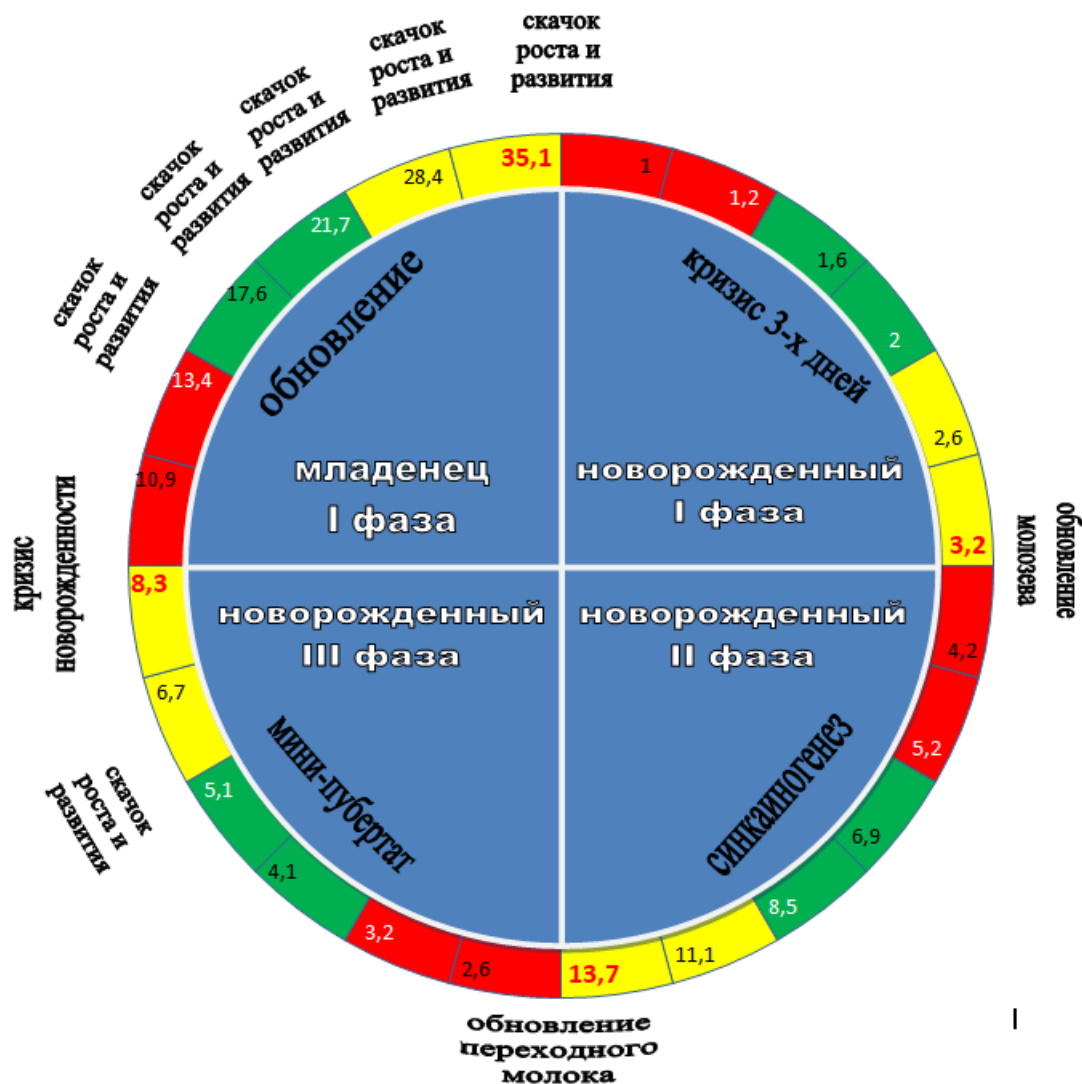 скачок
роста и
развития
скачок
роста и
развития
скачок
роста и
развития
скачок
роста и
развития
скачок
роста и
развития
35,1
1
1,2
1,6
2
2,6
3,2
4,2
5,2
6,9
8,5
11,1
13,7
2,6
3,2
4,1
5,1
6,7
8,3
10,9
13,4
17,6
21,7
28,4
обновление
кризис 3-х дней
младенец
I фаза
новорожденный
I фаза
новорожденный
III фаза
новорожденный
II фаза
мини-пубертат
синкаиногенез
обновление
молозева
кризис
новорожденности
скачок
роста и
развития
обновление
переходного
молока